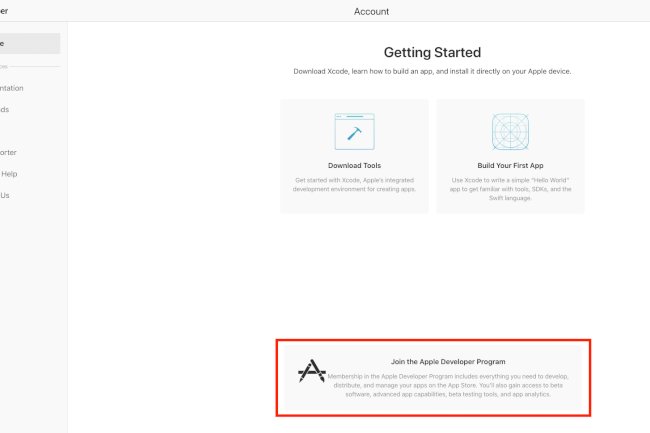 er
Account
e
ces
ntation
ds
orter
Help
Us
Getting Started
Download Xcode, learn how to build an app, and install it directly on your Apple device.
Download Tools
Get started with Xcode, Apple's integrated
development environment for creating apps.
Build Your First App
Use Xcode to write a simple "Hello World"
app to get familiar with tools, SDKs, and the
Swift language.
Join the Apple Developer Program
Membership in the Apple Developer Program includes everything you need to develop,
distribute, and manage your apps on the App Store. You'll also gain access to beta
software, advanced app capabilities, beta testing tools, and app analytics.